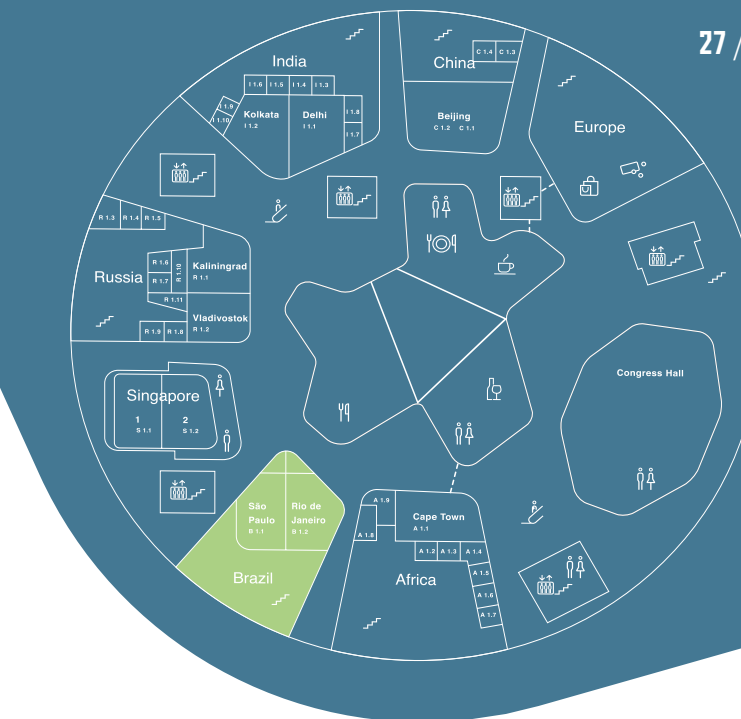 27 /
India
I 1.6 I 1.5 I 1.4 I 1.3
I 1.9
I 1.10
Kolkata
I 1.2
Delhi
I 1.1
I 1.8
I 1.7
China
C 1.4 C 1.3
Beijing
C 1.2 C 1.1
Europe
R 1.3 R 1.4 R 1.5
Russia
R 1.6
R 1.7
R 1.10
R 1.11
R 1.9 R 1.8
Kaliningrad
R 1.1
Vladivostok
R 1.2
Singapore
1
S 1.1
2
S 1.2
Congress Hall
São
Paulo
B 1.1
Rio de
Janeiro
B 1.2
Brazil
A 1.9
A 1.8
Cape Town
A 1.1
A 1.2 A 1.3 A 1.4
A 1.5
A 1.6
A 1.7
Africa